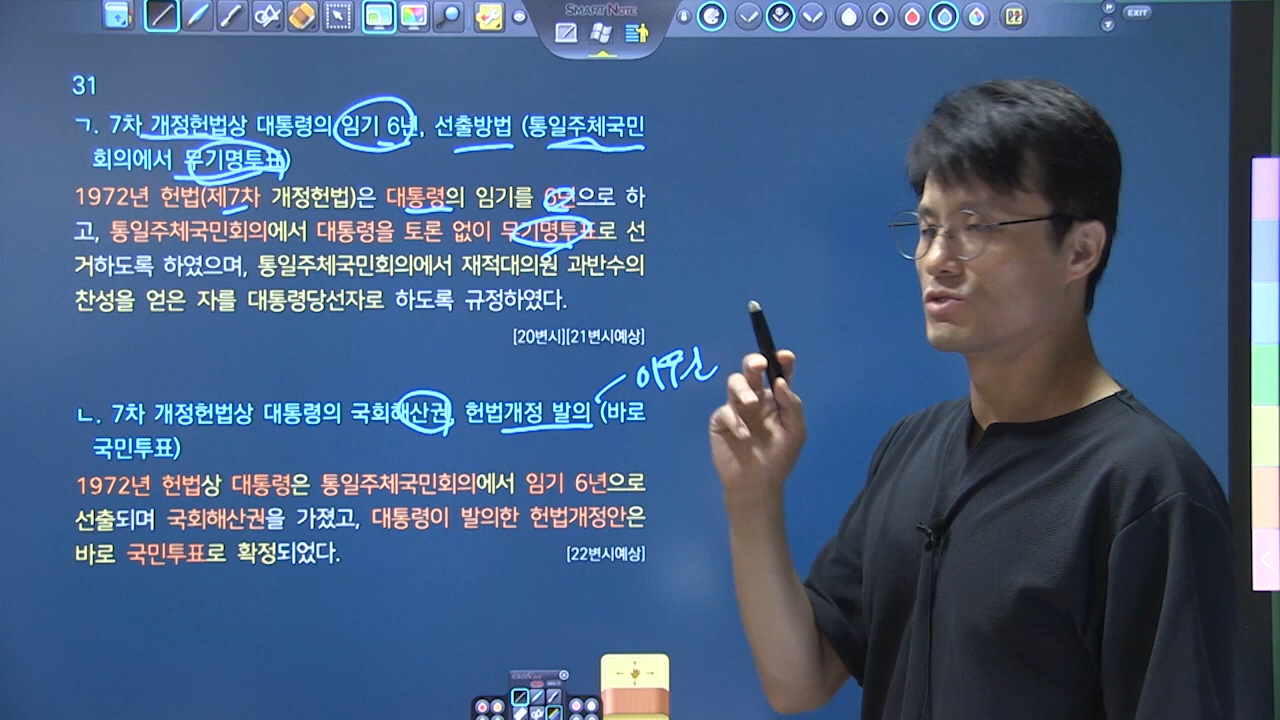 SMART NOTE
EXIT
31
ㄱ. 7차 개정헌법상 대통령의 임기 6년, 선출방법 (통일주체국민
회의에서 무기명투표)
1972년 헌법(제7차 개정헌법)은 대통령의 임기를 6년으로 하
고, 통일주체국민회의에서 대통령을 토론 없이 무기명투표로 선
거하도록 하였으며, 통일주체국민회의에서 재적대의원 과반수의
찬성을 얻은 자를 대통령당선자로 하도록 규정하였다.
[20변시][21변시예상]
이원
ㄴ. 7차 개정헌법상 대통령의 국회해산권, 헌법개정 발의 (바로
국민투표)
1972년 헌법상 대통령은 통일주체국민회의에서 임기 6년으로
선출되며 국회해산권을 가졌고, 대통령이 발의한 헌법개정안은
바로 국민투표로 확정되었다.
[22변시예상]